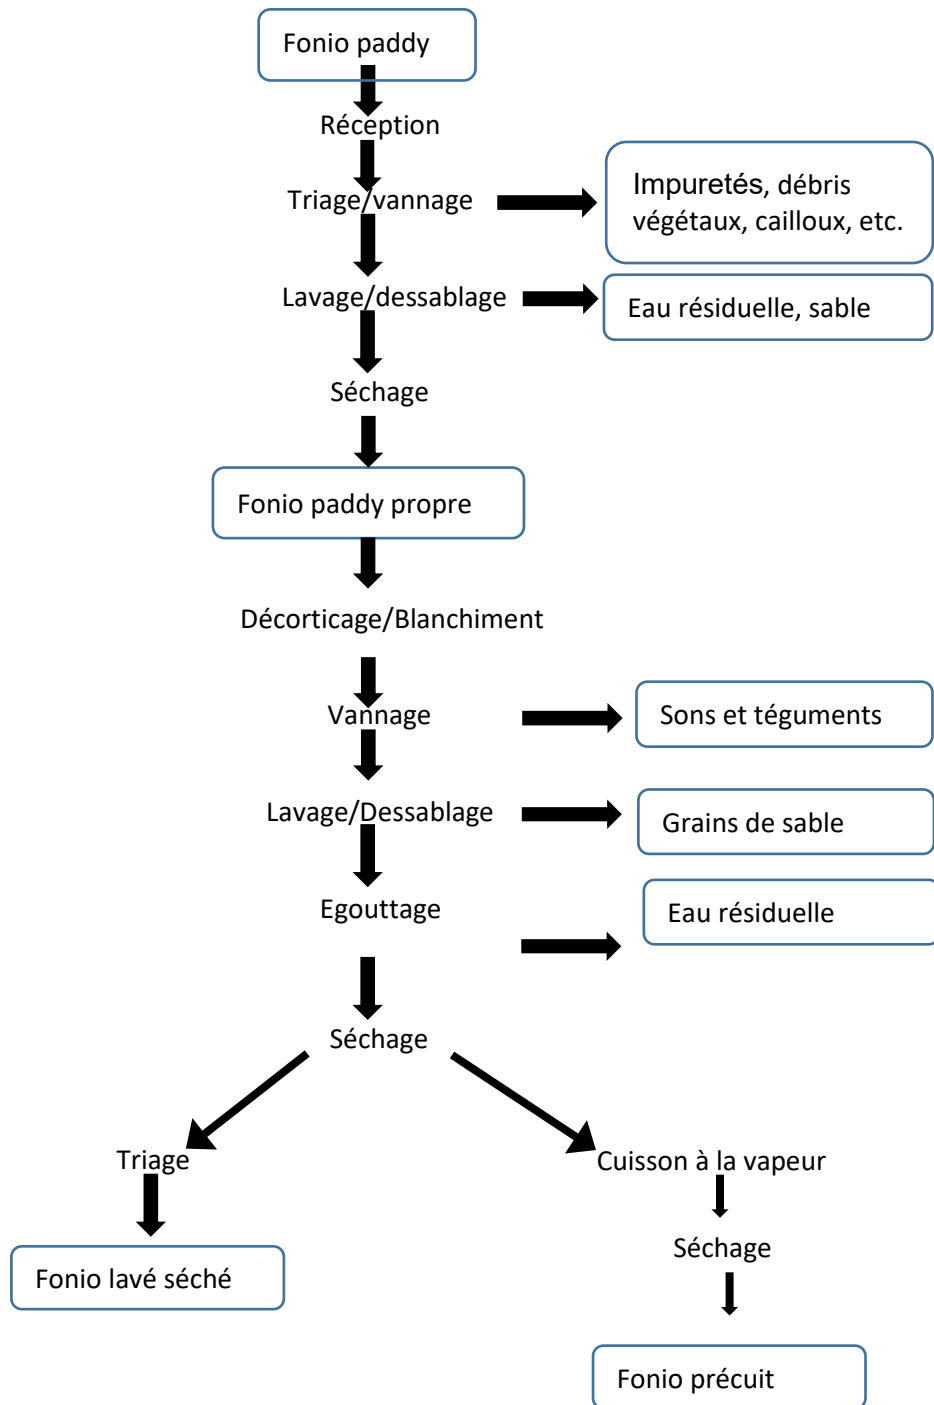 Fonio paddy
Réception
Triage/vannage
Impuretés, débris
végétaux, cailloux, etc.
Lavage/dessablage
Eau résiduelle, sable
Séchage
Fonio paddy propre
Décorticage/Blanchiment
Vannage
Sons et téguments
Lavage/Dessablage
Grains de sable
Egouttage
Eau résiduelle
Séchage
Triage
Cuisson à la vapeur
Séchage
Fonio lavé séché
Fonio précuit